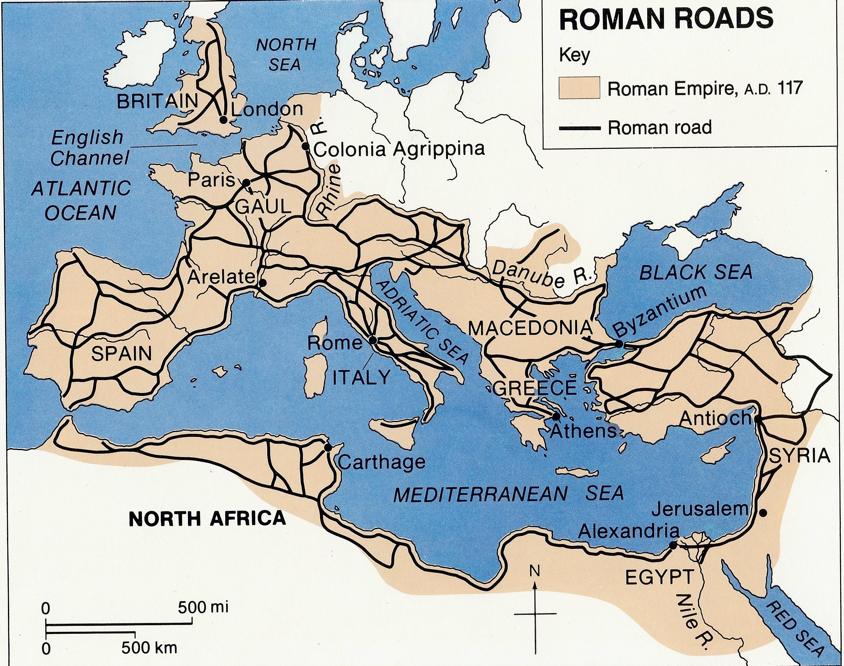 ROMAN ROADS
Key
Roman Empire, A.D. 117
Roman road
NORTH
SEA
BRITAIN
London
English
Channel
R.
Rhine
Colonia Agrippina
ATLANTIC
OCEAN
Paris
GAUL
Danube R.
BLACK SEA
Arelate
ADRIATIC SEA
Byzantium
MACEDONIA
SPAIN
Rome
ITALY
GREECE
Athens
Antioch
SYRIA
Carthage
MEDITERRANEAN SEA
Jerusalem
NORTH AFRICA
Alexandria
EGYPT
N
Nile R.
RED SEA
0 500 mi
0 500 km